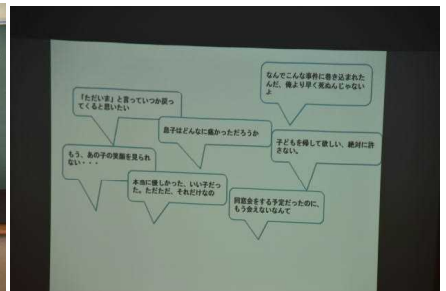 なんでこんな事件に巻き込まれた
んだ、俺より早く死ぬんじゃない
よ
「ただいま」と言っていつか戻っ
てくると思いたい
息子はどんなに痛かっただろうか
子どもを帰して欲しい、絶対に許
さない。
もう、あの子の笑顔を見られ
ない・・・
本当に優しかった、いい子だっ
た。ただただ、それだけなの
同窓会をする予定だったのに、
もう会えないなんて